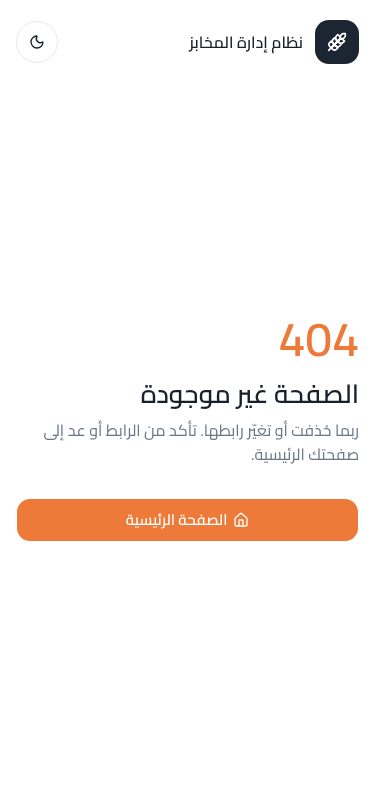 نظام إدارة المخابز
404
الصفحة غير موجودة
ربما حُذفت أو تغيّر رابطها. تأكد من الرابط أو عد إلى
صفحتك الرئيسية.
الصفحة الرئيسية